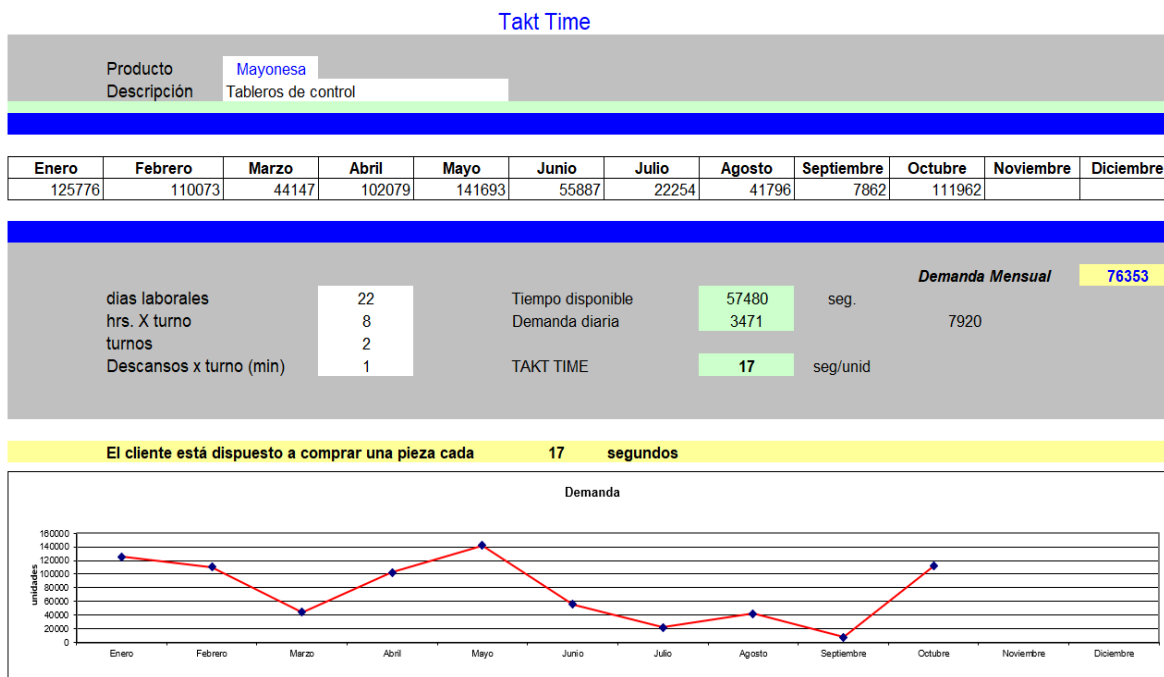 Takt Time
Producto Mayonesa
Descripción Tableros de control
Enero Febrero Marzo Abril Mayo Junio Julio Agosto Septiembre Octubre Noviembre Diciembre
125776 110073 44147 102079 141693 55887 22254 41796 7862 111962
Demanda Mensual 76353
dias laborales 22 Tiempo disponible 57480 seg.
hrs. X turno 8 Demanda diaria 3471 7920
turnos 2
Descansos x turno (min) 1 TAKT TIME 17 seg/unid
El cliente está dispuesto a comprar una pieza cada 17 segundos
Demanda
unidades
160000
140000
120000
100000
80000
60000
40000
20000
0
Enero Febrero Marzo Abril Mayo Junio Julio Agosto Septiembre Octubre Noviembre Diciembre